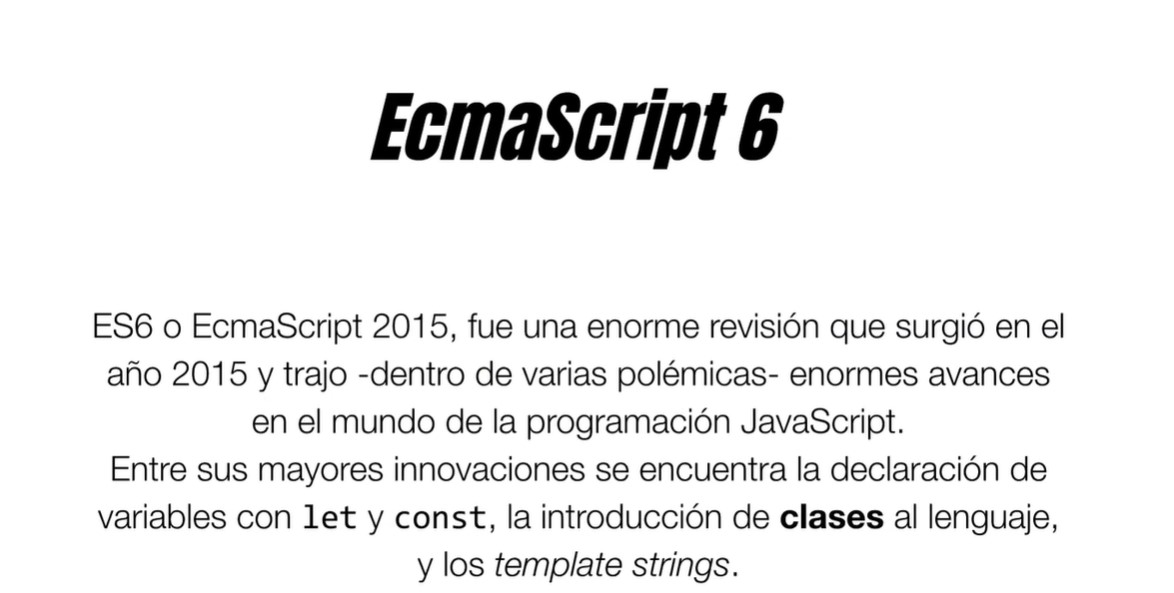 EcmaScript 6
ES6 o EcmaScript 2015, fue una enorme revisión que surgió en el
año 2015 y trajo -dentro de varias polémicas- enormes avances
en el mundo de la programación JavaScript.
Entre sus mayores innovaciones se encuentra la declaración de
variables con let y const, la introducción de clases al lenguaje,
y los template strings.